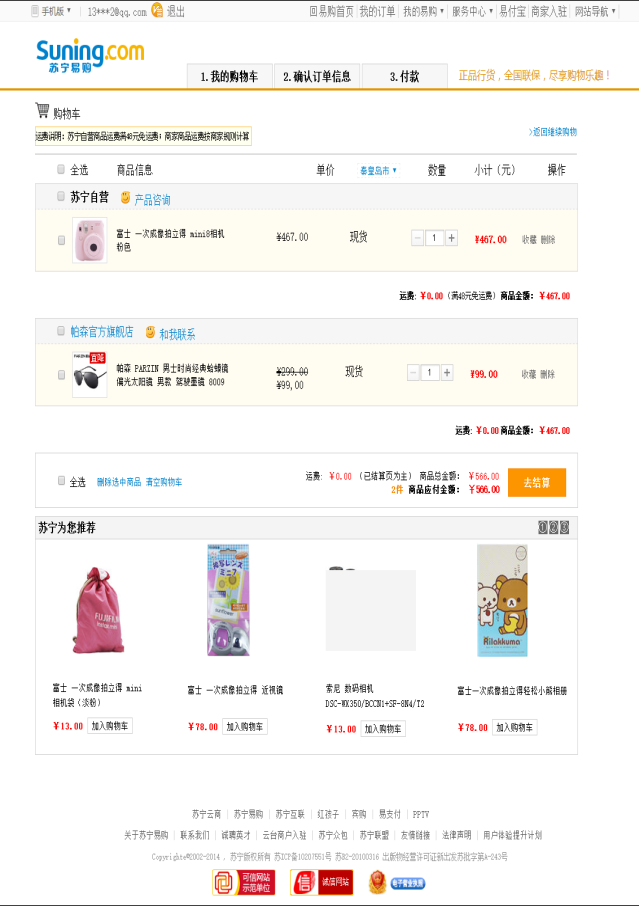 手机版 13***2@qq.com 退出 回易购首页 我的订单 我的易购 服务中心 易付宝 商家入驻 网站导航
Suning.com
苏宁易购
1.我的购物车 2.确认订单信息 3.付款 正品行货，全国联保，尽享购物乐趣！
购物车
运费说明：苏宁自营商品运费满48元免运费；商家商品运费按商家规则计算
>返回继续购物
全选 商品信息 单价 秦皇岛市 数量 小计（元） 操作
苏宁自营 产品咨询
富士 一次成像拍立得 mini8相机
粉色
¥467.00 现货 － 1 ＋ ¥467.00 收藏 删除
运费：¥0.00（满48元免运费）商品金额：¥467.00
帕森官方旗舰店 和我联系
帕森 PARZIN 男士时尚经典蛤蟆镜
偏光太阳镜 男款 驾驶墨镜 8009
¥299.00
¥99,00
现货 － 1 ＋ ¥99.00 收藏 删除
运费：¥0.00 商品金额：¥467.00
全选 删除选中商品 清空购物车
运费：¥0.00（已结算页为主）商品总金额：¥566.00
2件 商品应付金额：¥566.00
去结算
苏宁为您推荐 1 2 3
富士 一次成像拍立得 mini
相机袋（淡粉）
¥13.00 加入购物车
富士 一次成像拍立得 近视镜
¥78.00 加入购物车
索尼 数码相机
DSC-WX350/BCCN1+SF-8N4/T2
¥13.00 加入购物车
富士一次成像拍立得轻松小熊相册
¥78.00 加入购物车
苏宁云商 | 苏宁易购 | 苏宁互联 | 红孩子 | 客购 | 易支付 | PPTV
关于苏宁易购 | 联系我们 | 诚聘英才 | 云台商户入驻 | 苏宁众包 | 苏宁联盟 | 友情链接 | 法律声明 | 用户体验提升计划
Copyright©2002-2014 ，苏宁版权所有 苏ICP备10207551号 苏B2-20100016 出版物经营许可证新出发苏批字第A-243号
可信网站
示范单位
诚信网站
电子营业执照